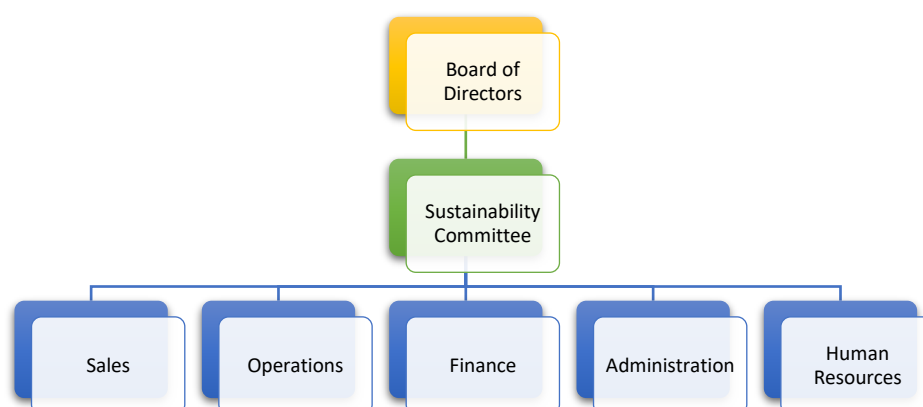 Board of
Directors
Sustainability
Committee
Sales
Operations
Finance
Administration
Human
Resources